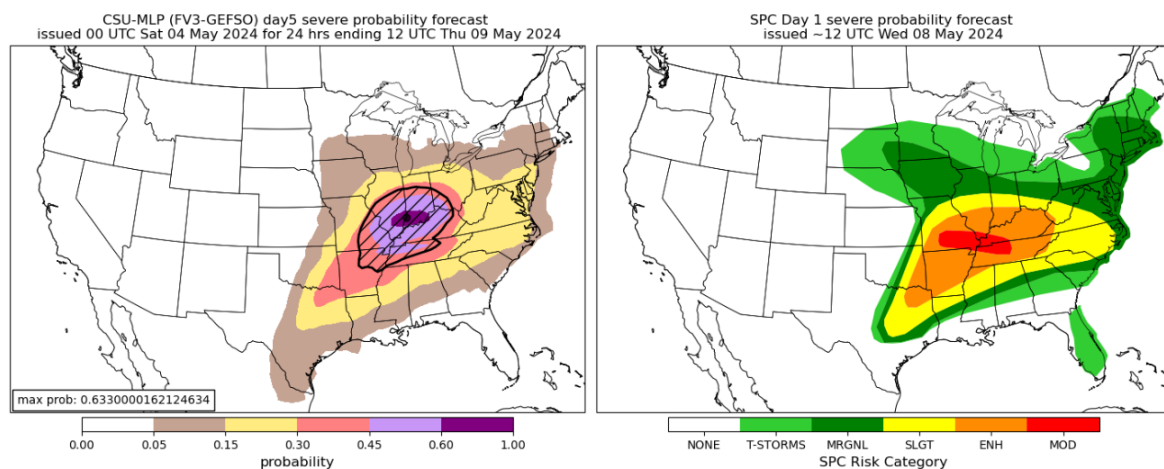 CSU-MLP (FV3-GEFSO) day5 severe probability forecast
issued 00 UTC Sat 04 May 2024 for 24 hrs ending 12 UTC Thu 09 May 2024
max prob: 0.6330000162124634
0.00 0.05 0.15 0.30 0.45 0.60 1.00
probability
SPC Day 1 severe probability forecast
issued ~12 UTC Wed 08 May 2024
NONE T-STORMS MRGNL SLGT ENH MOD
SPC Risk Category